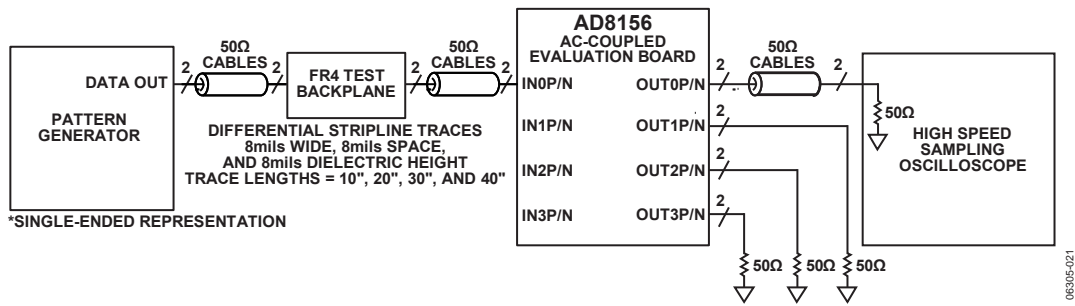 AD8156
AC-COUPLED
EVALUATION BOARD
50Ω
CABLES
50Ω
CABLES
50Ω
CABLES
2
2
2
2
2
2
DATA OUT
FR4 TEST
BACKPLANE
IN0P/N
OUT0P/N
PATTERN
GENERATOR
50Ω
DIFFERENTIAL STRIPLINE TRACES
8mils WIDE, 8mils SPACE,
AND 8mils DIELECTRIC HEIGHT
TRACE LENGTHS = 10", 20", 30", AND 40"
IN1P/N
OUT1P/N
2
HIGH SPEED
SAMPLING
OSCILLOSCOPE
IN2P/N
OUT2P/N
2
IN3P/N
OUT3P/N
2
*SINGLE-ENDED REPRESENTATION
50Ω
50Ω
50Ω
06305-021